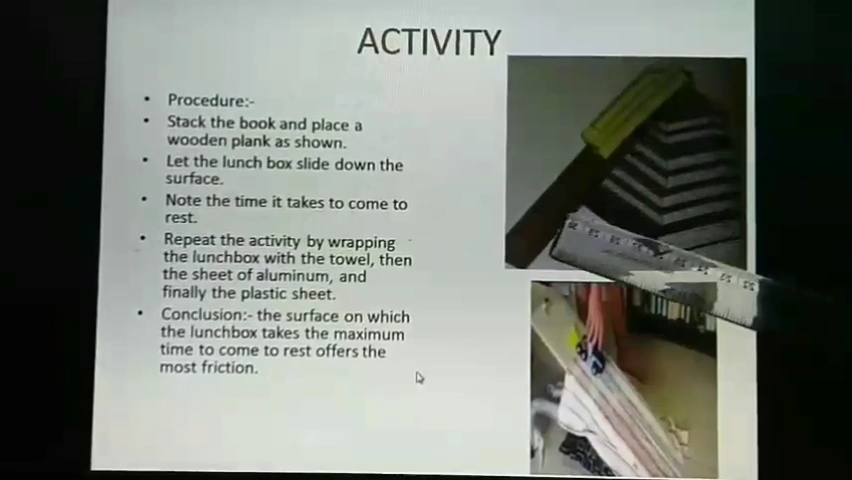 ACTIVITY
• Procedure:-
• Stack the book and place a
wooden plank as shown.
• Let the lunch box slide down the
surface.
• Note the time it takes to come to
rest.
• Repeat the activity by wrapping
the lunchbox with the towel, then
the sheet of aluminum, and
finally the plastic sheet.
• Conclusion:- the surface on which
the lunchbox takes the maximum
time to come to rest offers the
most friction.